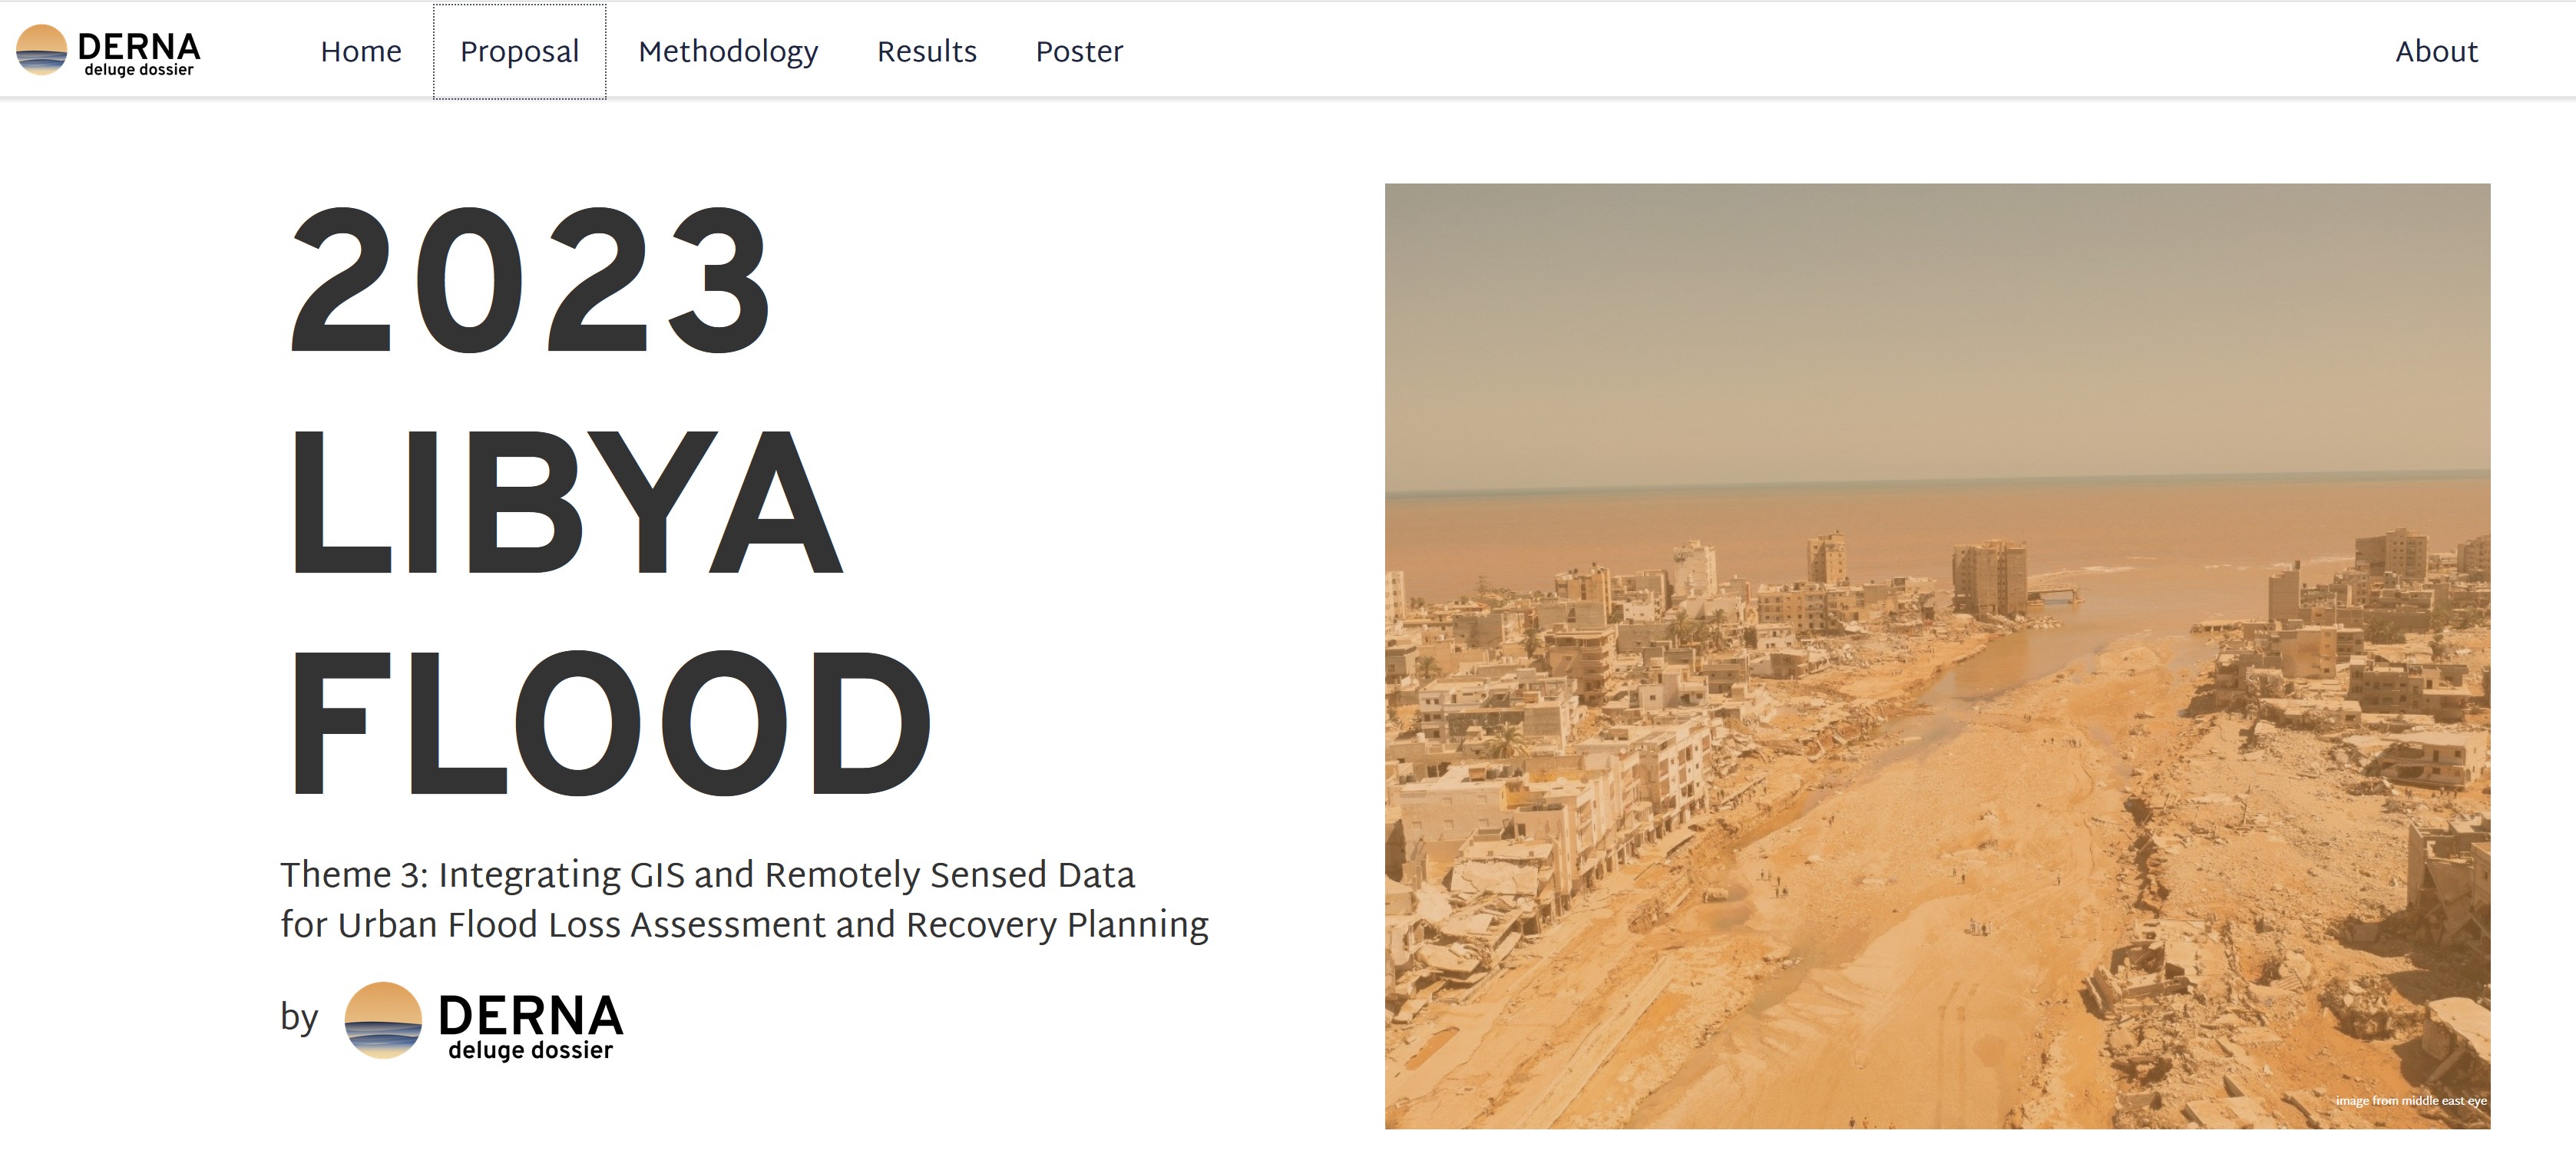 DERNA
deluge dossier
Home
Proposal
Methodology
Results
Poster
About
2023
LIBYA
FLOOD
Theme 3: Integrating GIS and Remotely Sensed Data
for Urban Flood Loss Assessment and Recovery Planning
by
DERNA
deluge dossier
image from middle east eye